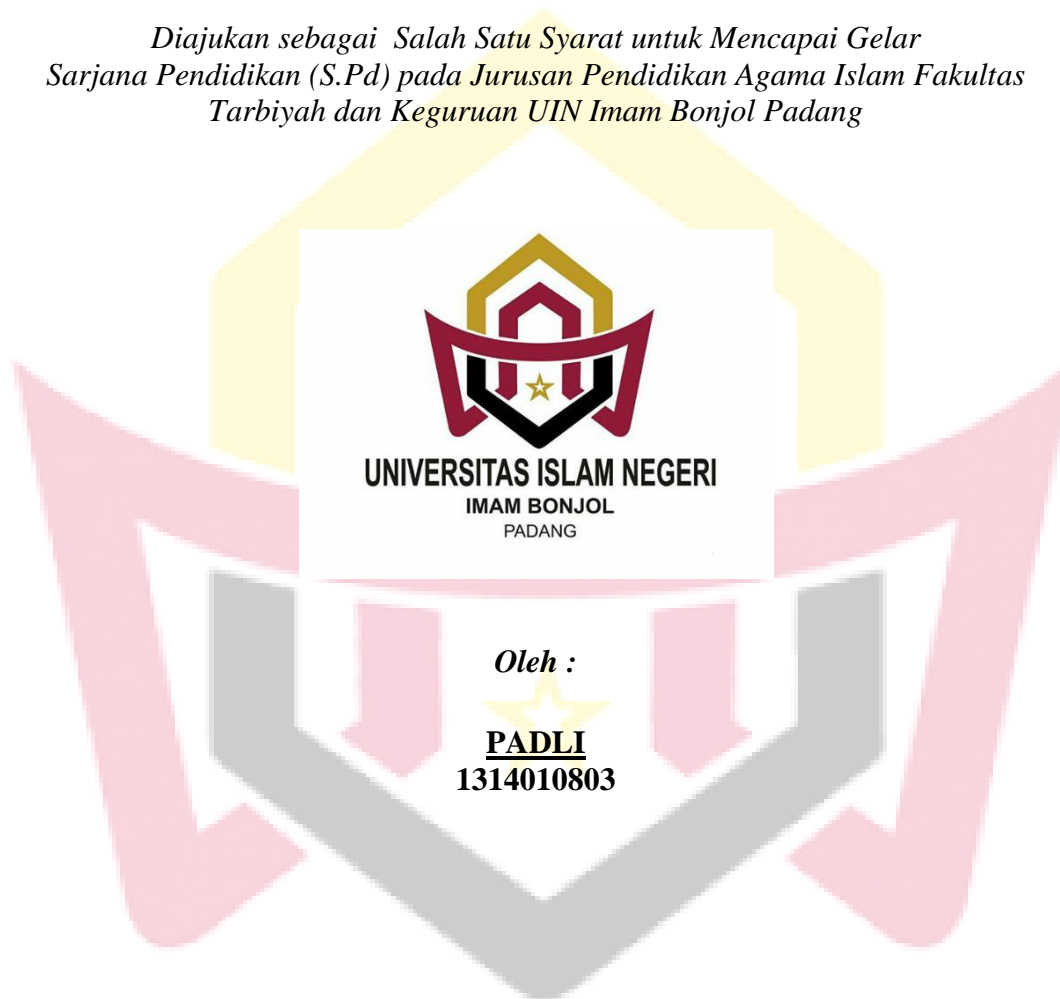 Diajukan sebagai Salah Satu Syarat untuk Mencapai Gelar
Sarjana Pendidikan (S.Pd) pada Jurusan Pendidikan Agama Islam Fakultas
Tarbiyah dan Keguruan UIN Imam Bonjol Padang
UNIVERSITAS ISLAM NEGERI
IMAM BONJOL
PADANG
Oleh :
PADLI
1314010803